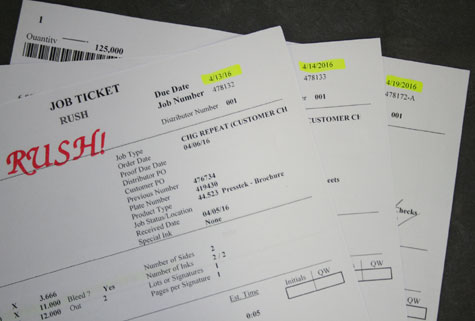 1
Quantity
125,000
JOB TICKET
RUSH
RUSH!
Due Date 4/13/16
Job Number 478132
Distributor Number 001
Job Type
Order Date
Proof Due Date
Distributor PO
Customer PO
Previous Number
Plate Number
Product Type
Job Status/Location
Received Date
Special Ink
CHG REPEAT (CUSTOMER CH
04/06/16
476734
419430
44.523 Presstek - Brochure
04/05/16
None
3.666
X 11.000 Bleed ? 2
X 12.000 Out 2
Number of Sides 2
Number of Inks 2 / 2
Lots or Signatures 1
Pages per Signature 1
Est. Time
0:05
Initials QW
4/14/2016
478133
001
QW
4/19/2016
478172-A
001
Checks
QW